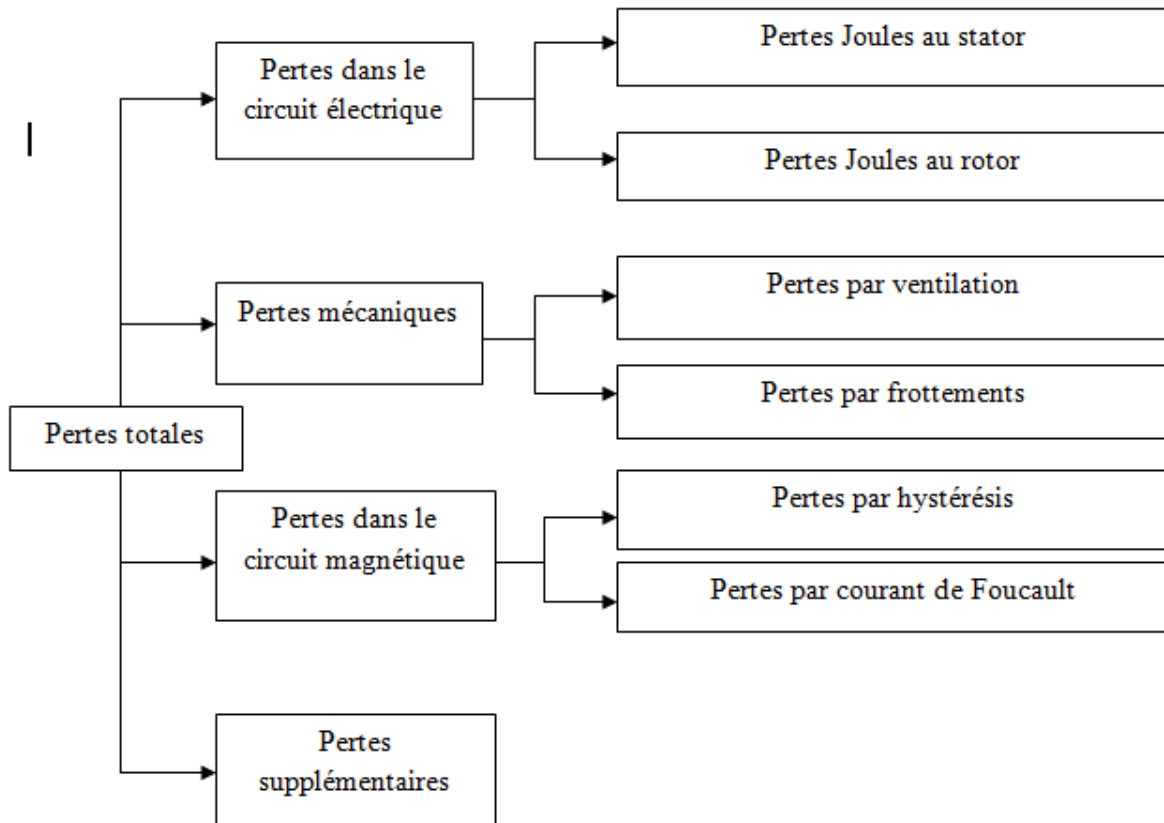 Pertes Joules au stator
Pertes dans le
circuit électrique
Pertes Joules au rotor
Pertes par ventilation
Pertes mécaniques
Pertes par frottements
Pertes totales
Pertes par hystérésis
Pertes dans le
circuit magnétique
Pertes par courant de Foucault
Pertes
supplémentaires